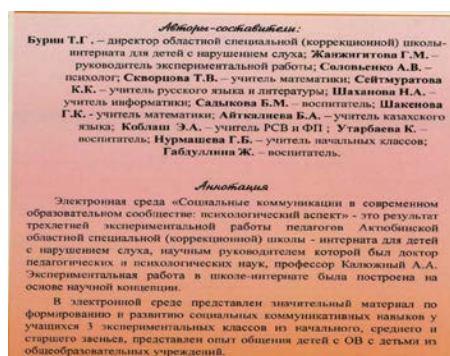 Авторы-составители:
Бурин Т.Г . – директор областной специальной (коррекционной) школы-
интерната для детей с нарушением слуха; Жанжигитова Г.М. –
руководитель экспериментальной работы; Соловьенко А.В. –
психолог; Скворцова Т.В. – учитель математики; Сейтмуратова
К.К. – учитель русского языка и литературы; Шаханова Н.А. –
учитель информатики; Садыкова Б.М. – воспитатель; Шакенова
Г.К. - учитель математики; Айткалиева Б.А. – учитель казахского
языка; Коблаш Э.А. – учитель РСВ и ФП ; Утарбаева К. –
воспитатель; Нурмашева Г.Б. – учитель начальных классов;
Габдуллина Ж. – воспитатель.
Аннотация
Электронная среда «Социальные коммуникации в современном
образовательном сообществе: психологический аспект» - это результат
трехлетней экспериментальной работы педагогов Актюбинской
областной специальной (коррекционной) школы - интерната для детей
с нарушением слуха, научным руководителем которой был доктор
педагогических и психологических наук, профессор Калюжный А.А.
Экспериментальная работа в школе-интернате была построена на
основе научной концепции.
В электронной среде представлен значительный материал по
формированию и развитию социальных коммуникативных навыков у
учащихся 3 экспериментальных классов из начального, среднего и
старшего звеньев, представлен опыт общения детей с ОВ с детьми из
общеобразовательных учреждений.